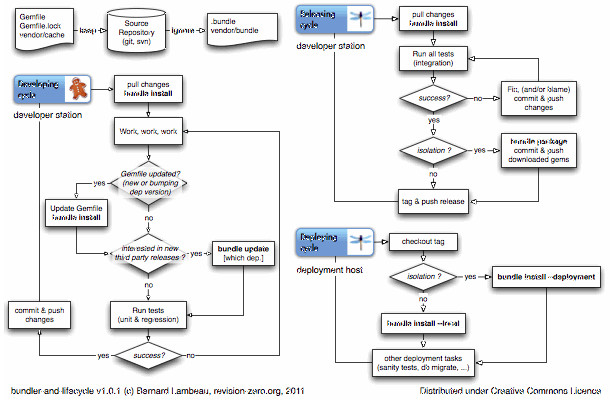 Gemfile
Gemfile.lock
vendor/cache
keep
Source
Repository
(git, svn)
ignore
.bundle
vendor/bundle
Developing
cycle
developer station
pull changes
bundle install
Work, work, work
Gemfile updated?
(new or bumping
dep version)
yes
no
Update Gemfile
bundle install
interested in new
third party releases ?
yes
bundle update
[which dep.]
no
commit & push
changes
Run tests
(unit & regression)
yes
success?
no
Releasing
cycle
developer station
pull changes
bundle install
Run all tests
(integration)
success?
no
Fix, (and/or blame)
commit & push
changes
yes
isolation ?
yes
bundle package
commit & push
downloaded gems
no
tag & push release
Deploying
cycle
deployment host
checkout tag
isolation ?
yes
bundle install --deployment
no
bundle install --local
other deployment tasks
(sanity tests, db migrate, ...)
bundler-and-lifecycle v1.0.1 (c) Bernard Lambeau, revision-zero.org, 2011
Distributed under Creative Commons Licence